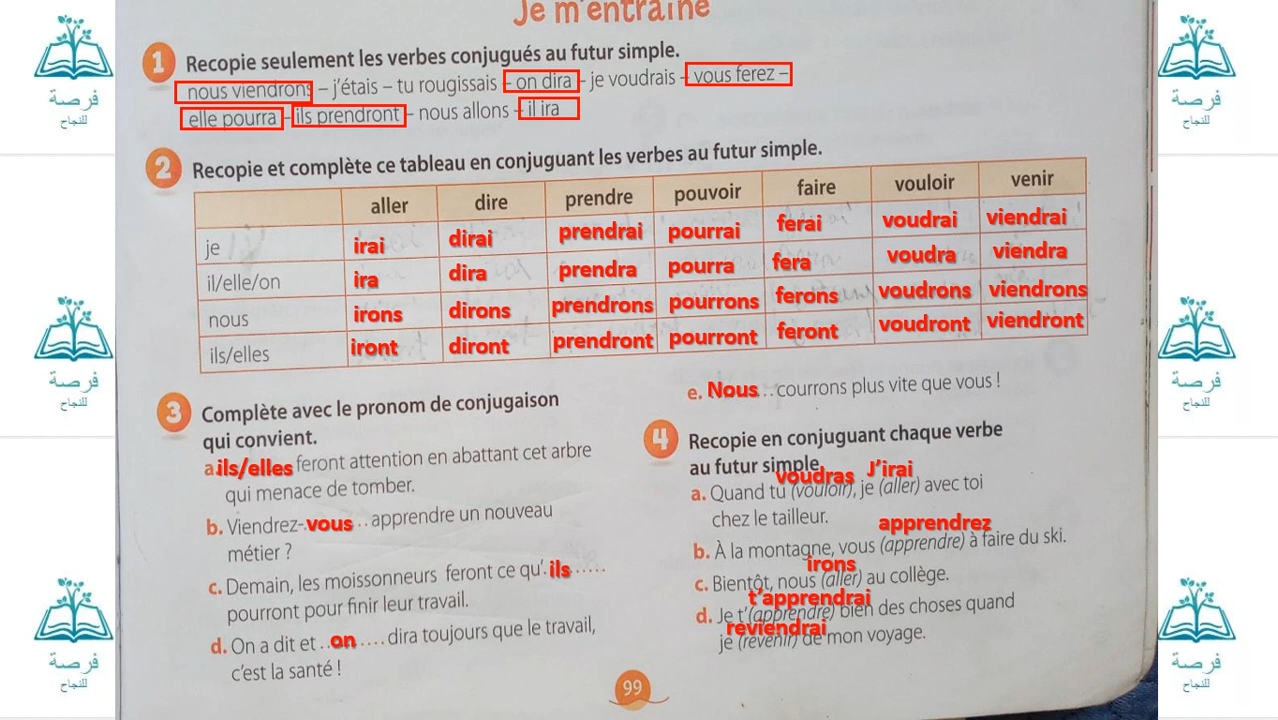 Je m'entraîne
1 Recopie seulement les verbes conjugués au futur simple.
nous viendrons – j'étais – tu rougissais – on dira – je voudrais – vous ferez –
elle pourra – ils prendront – nous allons – il ira
2 Recopie et complète ce tableau en conjuguant les verbes au futur simple.
aller dire prendre pouvoir faire vouloir venir
je irai dirai prendrai pourrai ferai voudrai viendrai
il/elle/on ira dira prendra pourra fera voudra viendra
nous irons dirons prendrons pourrons ferons voudrons viendrons
ils/elles iront diront prendront pourront feront voudront viendront
3 Complète avec le pronom de conjugaison
qui convient.
a. ils/elles feront attention en abattant cet arbre
qui menace de tomber.
b. Viendrez-vous... apprendre un nouveau
métier ?
c. Demain, les moissonneurs feront ce qu'ils......
pourront pour finir leur travail.
d. On a dit et ..on.... dira toujours que le travail,
c'est la santé !
e. Nous... courrons plus vite que vous !
4 Recopie en conjuguant chaque verbe
au futur simple.
voudras J'irai
a. Quand tu (vouloir), je (aller) avec toi
chez le tailleur.
apprendrez
b. À la montagne, vous (apprendre) à faire du ski.
irons
c. Bientôt, nous (aller) au collège.
t'apprendrai
d. Je t'(apprendre) bien des choses quand
reviendrai
je (revenir) de mon voyage.
99
فرصة
للنجاح
فرصة
للنجاح
فرصة
للنجاح
فرصة
للنجاح
فرصة
للنجاح
فرصة
للنجاح